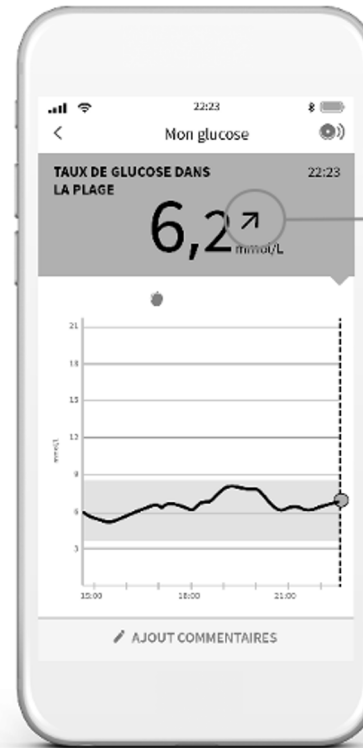 22:23
Mon glucose
TAUX DE GLUCOSE DANS
LA PLAGE
22:23
6,2
mmol/L
21
18
15
12
9
6
3
mmol/L
15:00
18:00
21:00
AJOUT COMMENTAIRES